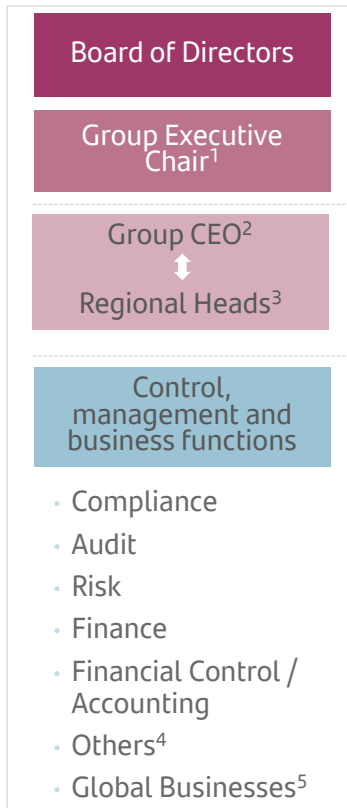 Board of Directors
Group Executive
Chair¹
Group CEO²
Regional Heads³
Control,
management and
business functions
• Compliance
• Audit
• Risk
• Finance
• Financial Control /
Accounting
• Others⁴
• Global Businesses⁵